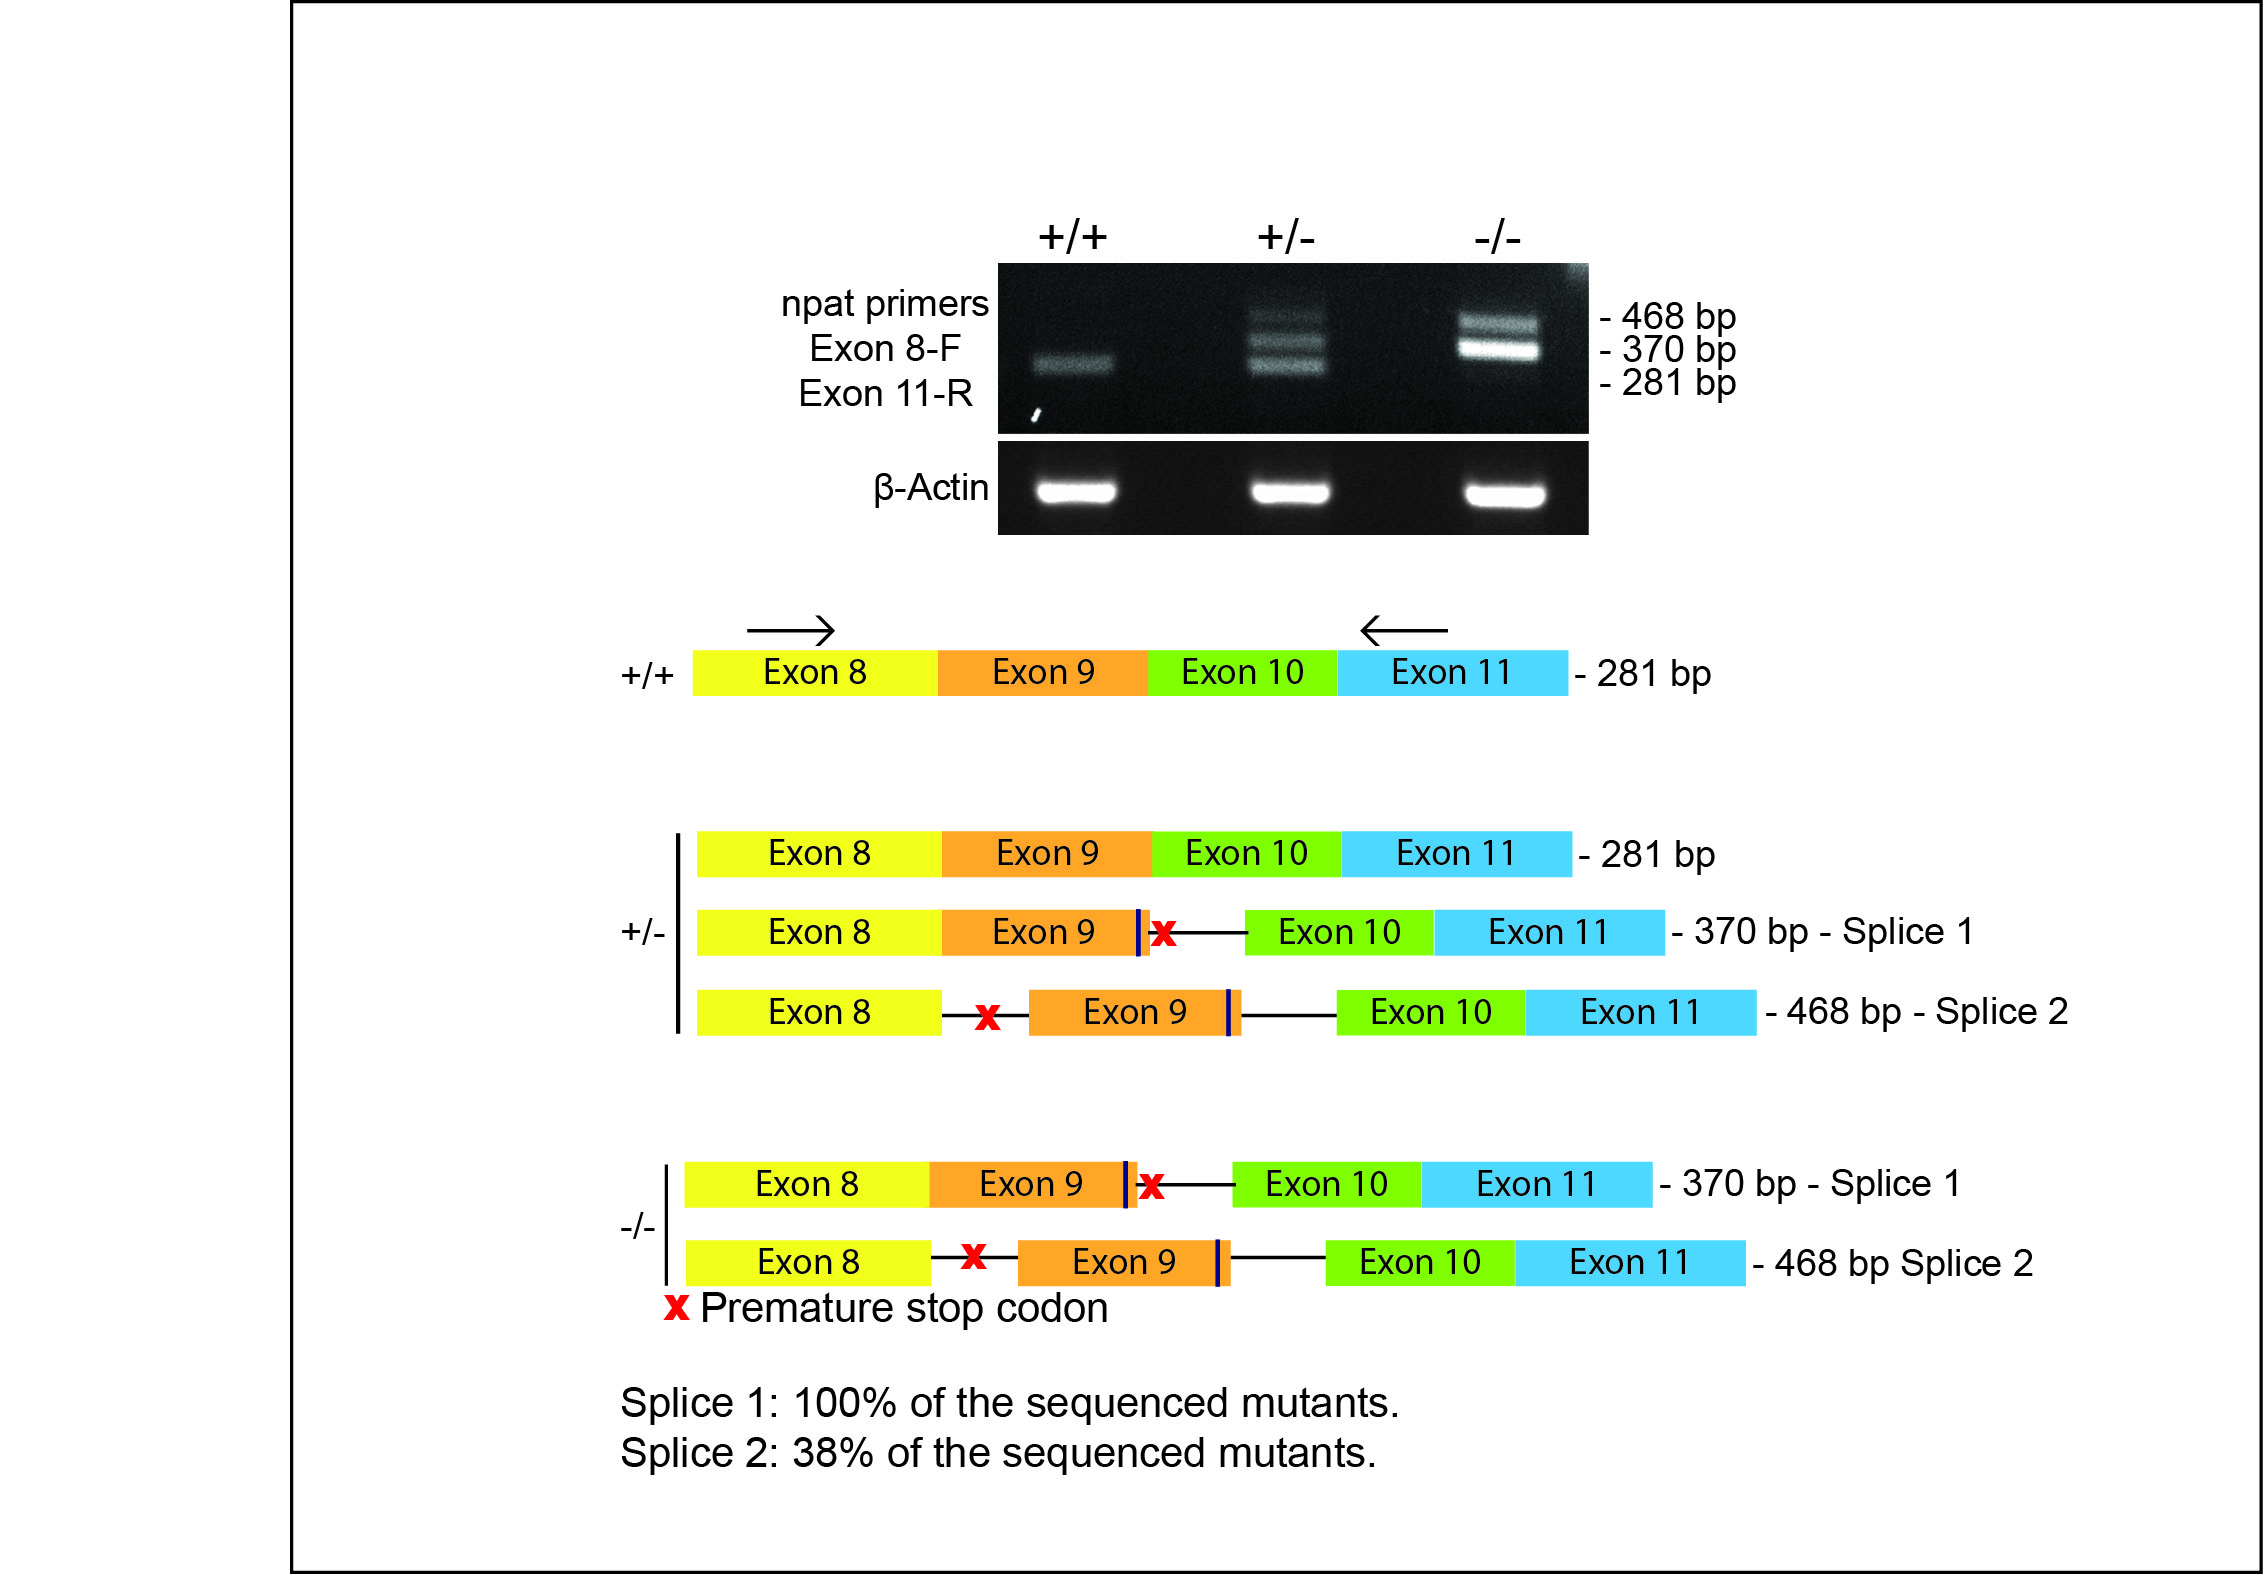 +/+ +/- -/-
npat primers
Exon 8-F
Exon 11-R
- 468 bp
- 370 bp
- 281 bp
β-Actin
+/+ Exon 8 Exon 9 Exon 10 Exon 11 - 281 bp
Exon 8 Exon 9 Exon 10 Exon 11 - 281 bp
+/- Exon 8 Exon 9 x Exon 10 Exon 11 - 370 bp - Splice 1
Exon 8 x Exon 9 Exon 10 Exon 11 - 468 bp - Splice 2
Exon 8 Exon 9 x Exon 10 Exon 11 - 370 bp - Splice 1
-/-
Exon 8 x Exon 9 Exon 10 Exon 11 - 468 bp Splice 2
x Premature stop codon
Splice 1: 100% of the sequenced mutants.
Splice 2: 38% of the sequenced mutants.